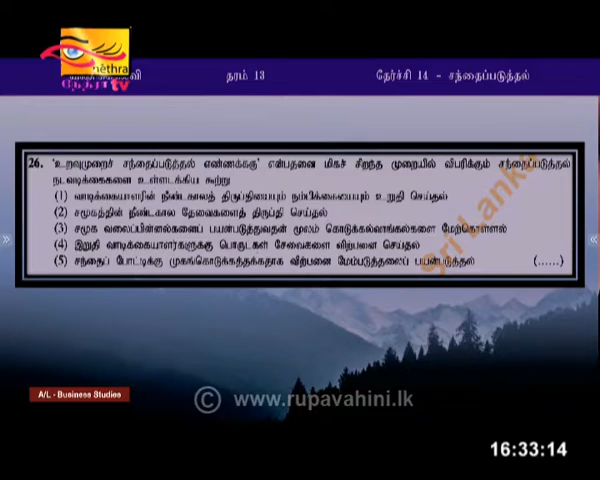 nethra
நேத்ரா tv
தரம் 13
தேர்ச்சி 14 - சந்தைப்படுத்தல்
26. 'உறவுமுறைச் சந்தைப்படுத்தல் எண்ணக்கரு' என்பதனை மிகச் சிறந்த முறையில் விபரிக்கும் சந்தைப்படுத்தல்
நடவடிக்கைகளை உள்ளடக்கிய கூற்று
(1) வாடிக்கையாளரின் நீண்டகாலத் திருப்தியையும் நம்பிக்கையையும் உறுதி செய்தல்
(2) சமூகத்தின் நீண்டகால தேவைகளைத் திருப்தி செய்தல்
(3) சமூக வலைப்பின்னல்களைப் பயன்படுத்துவதன் மூலம் கொடுக்கல்வாங்கல்களை மேற்கொள்ளல்
(4) இறுதி வாடிக்கையாளர்களுக்கு பொருட்கள் சேவைகளை விற்பனை செய்தல்
(5) சந்தைப் போட்டிக்கு முகங்கொடுக்கத்தக்கதாக விற்பனை மேம்படுத்தலைப் பயன்படுத்தல் (......)
Sri Lanka
A/L - Business Studies
© www.rupavahini.lk
16:33:14